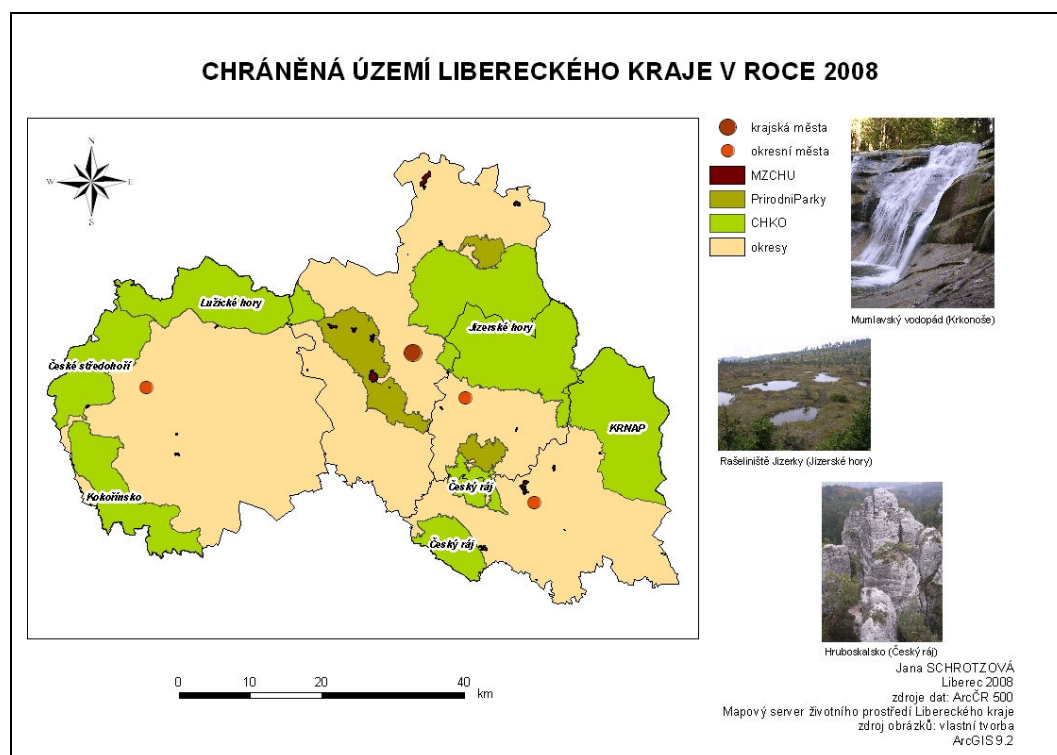 CHRÁNĚNÁ ÚZEMÍ LIBERECKÉHO KRAJE V ROCE 2008
N
W E
S
krajská města
okresní města
MZCHU
PrirodniParky
CHKO
okresy
Lužické hory
Jizerské hory
České středohoří
KRNAP
Kokořínsko
Český ráj
Český ráj
Mumlavský vodopád (Krkonoše)
Rašeliniště Jizerky (Jizerské hory)
Hruboskalsko (Český ráj)
0 10 20 40
km
Jana SCHROTZOVÁ
Liberec 2008
zdroje dat: ArcČR 500
Mapový server životního prostředí Libereckého kraje
zdroj obrázků: vlastní tvorba
ArcGIS 9.2